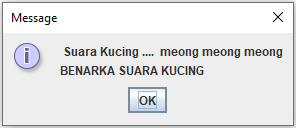 Message
Suara Kucing .... meong meong meong
BENARKA SUARA KUCING
OK